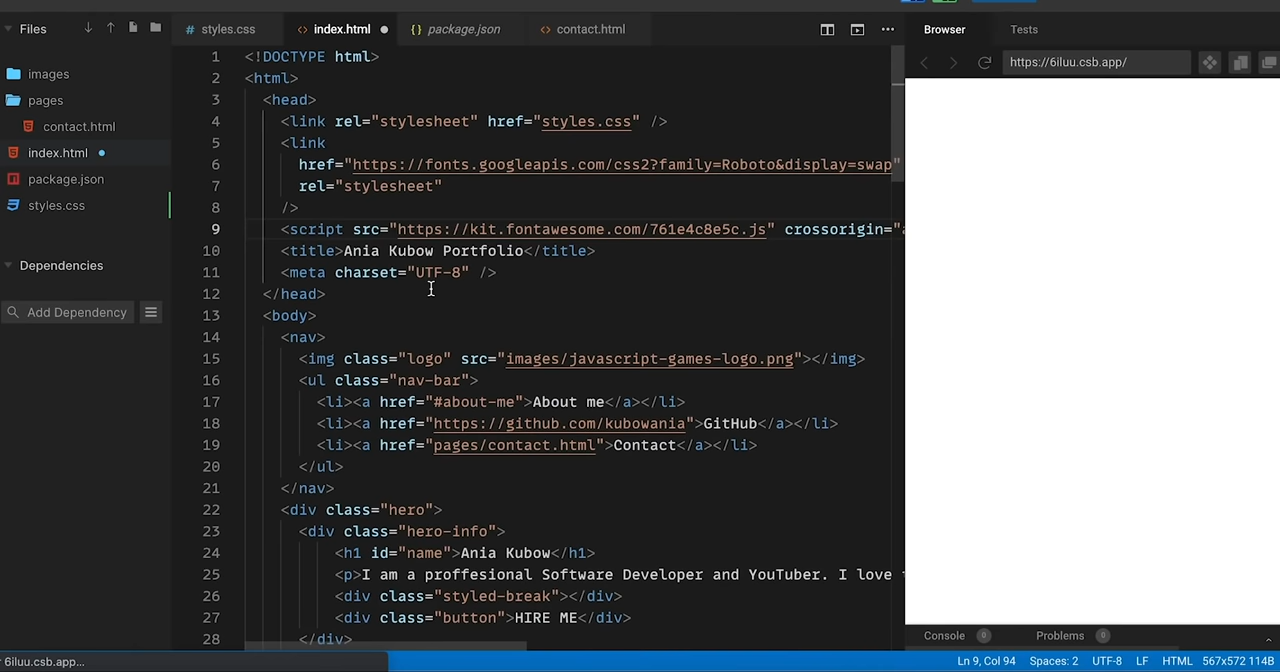 Files
images
pages
contact.html
index.html
package.json
styles.css
Dependencies
Add Dependency
styles.css
index.html
package.json
contact.html
1 <!DOCTYPE html>
2 <html>
3 <head>
4 <link rel="stylesheet" href="styles.css" />
5 <link
6 href="https://fonts.googleapis.com/css2?family=Roboto&display=swap"
7 rel="stylesheet"
8 />
9 <script src="https://kit.fontawesome.com/761e4c8e5c.js" crossorigin="
10 <title>Ania Kubow Portfolio</title>
11 <meta charset="UTF-8" />
12 </head>
13 <body>
14 <nav>
15 <img class="logo" src="images/javascript-games-logo.png"></img>
16 <ul class="nav-bar">
17 <li><a href="#about-me">About me</a></li>
18 <li><a href="https://github.com/kubowania">GitHub</a></li>
19 <li><a href="pages/contact.html">Contact</a></li>
20 </ul>
21 </nav>
22 <div class="hero">
23 <div class="hero-info">
24 <h1 id="name">Ania Kubow</h1>
25 <p>I am a proffesional Software Developer and YouTuber. I love
26 <div class="styled-break"></div>
27 <div class="button">HIRE ME</div>
28 </div>
Browser
Tests
https://6iluu.csb.app/
Console 0
Problems 0
6iluu.csb.app...
Ln 9, Col 94
Spaces: 2
UTF-8
LF
HTML
567x572 114B